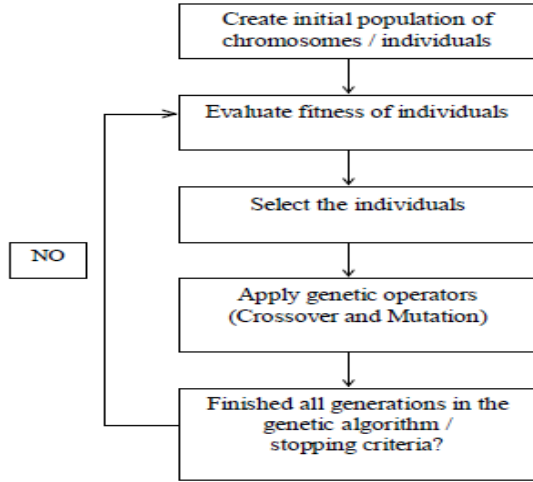 Create initial population of
chromosomes / individuals
Evaluate fitness of individuals
Select the individuals
NO
Apply genetic operators
(Crossover and Mutation)
Finished all generations in the
genetic algorithm /
stopping criteria?